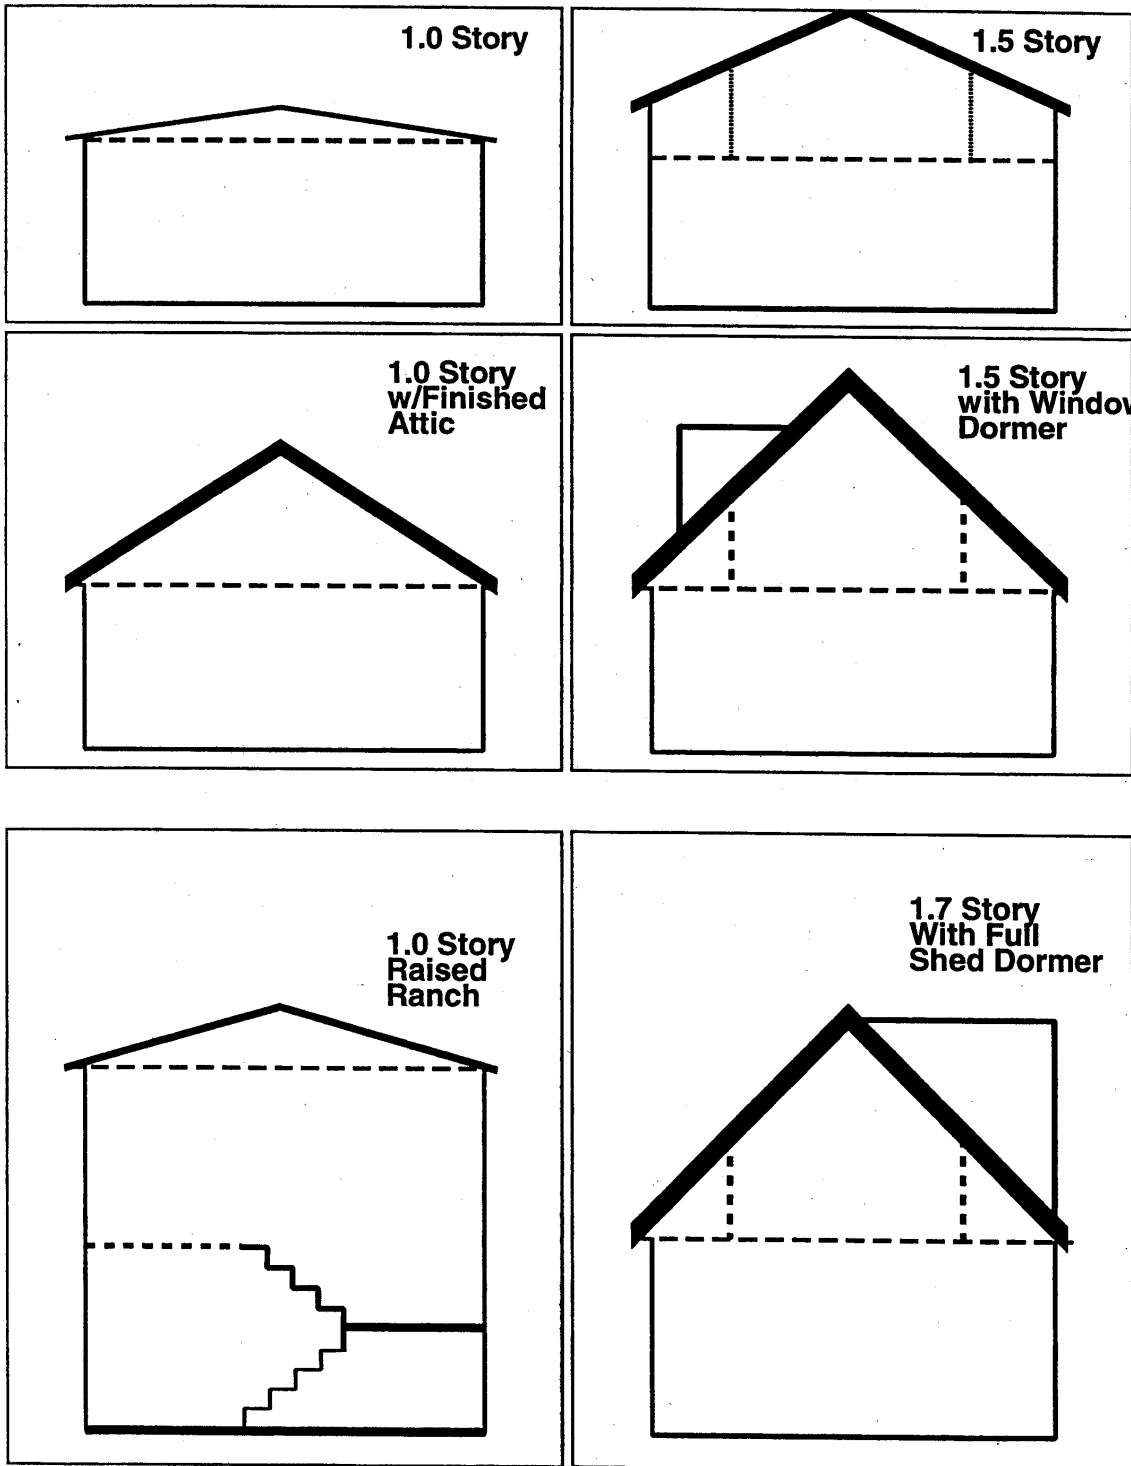 1.0 Story
1.5 Story
1.0 Story
w/Finished
Attic
1.5 Story
with Window
Dormer
1.0 Story
Raised
Ranch
1.7 Story
With Full
Shed Dormer